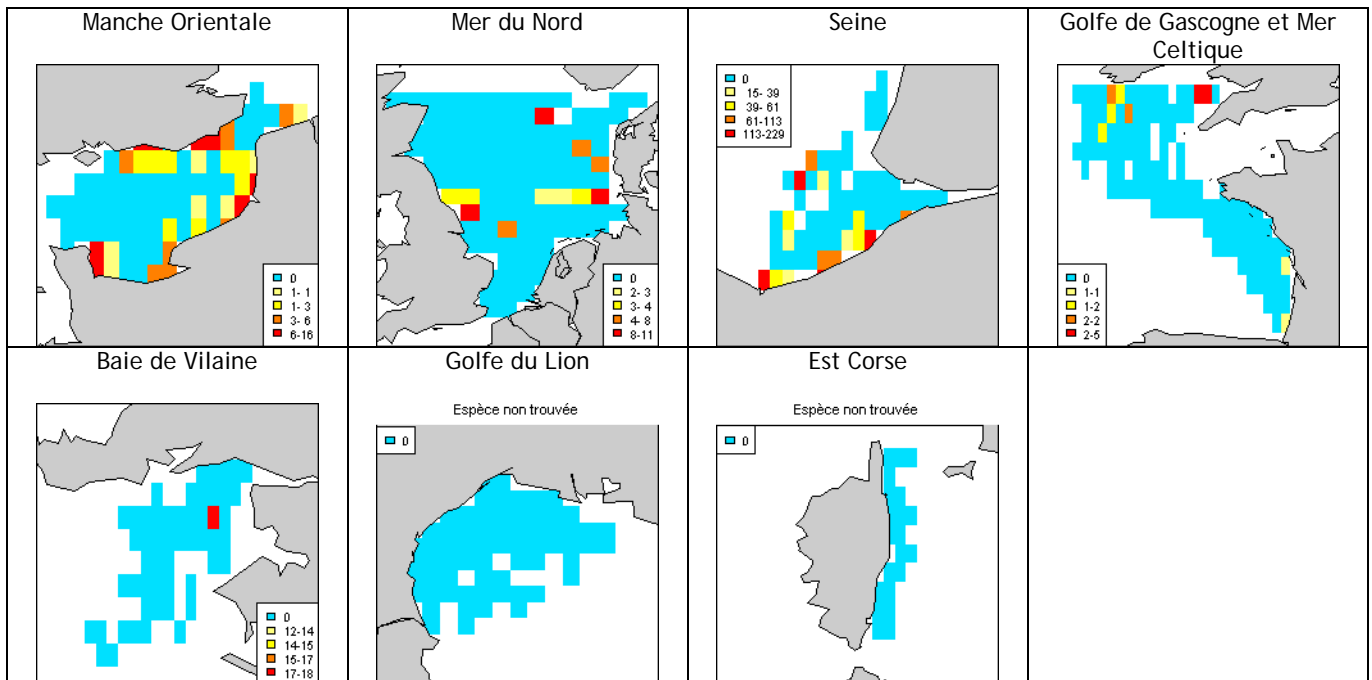 Manche Orientale
Mer du Nord
Seine
Golfe de Gascogne et Mer
Celtique
0
1- 1
1- 3
3- 6
6-16
0
2- 3
3- 4
4- 8
8-11
0
15- 39
39- 61
61-113
113-229
0
1-1
1-2
2-2
2-5
Baie de Vilaine
Golfe du Lion
Est Corse
0
12-14
14-15
15-17
17-18
Espèce non trouvée
0
Espèce non trouvée
0